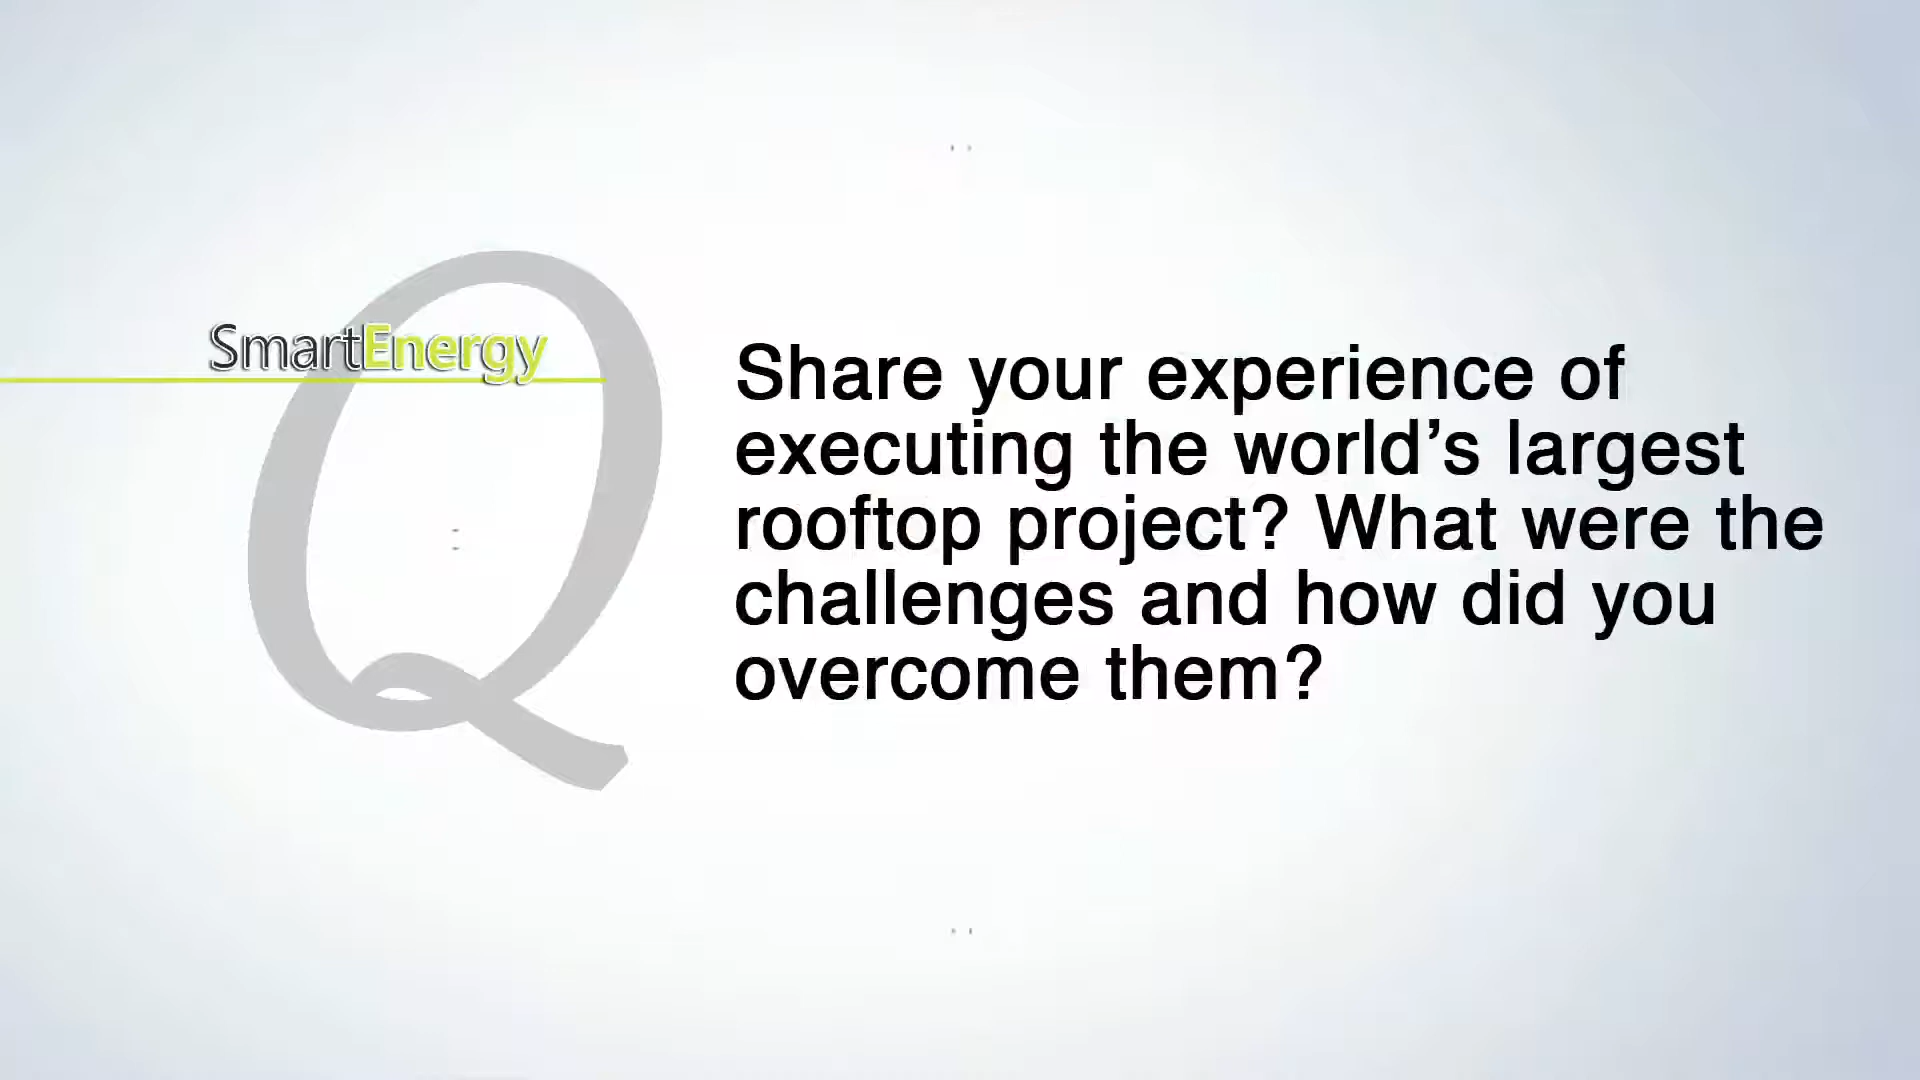 Q
SmartEnergy
Share your experience of
executing the world’s largest
rooftop project? What were the
challenges and how did you
overcome them?